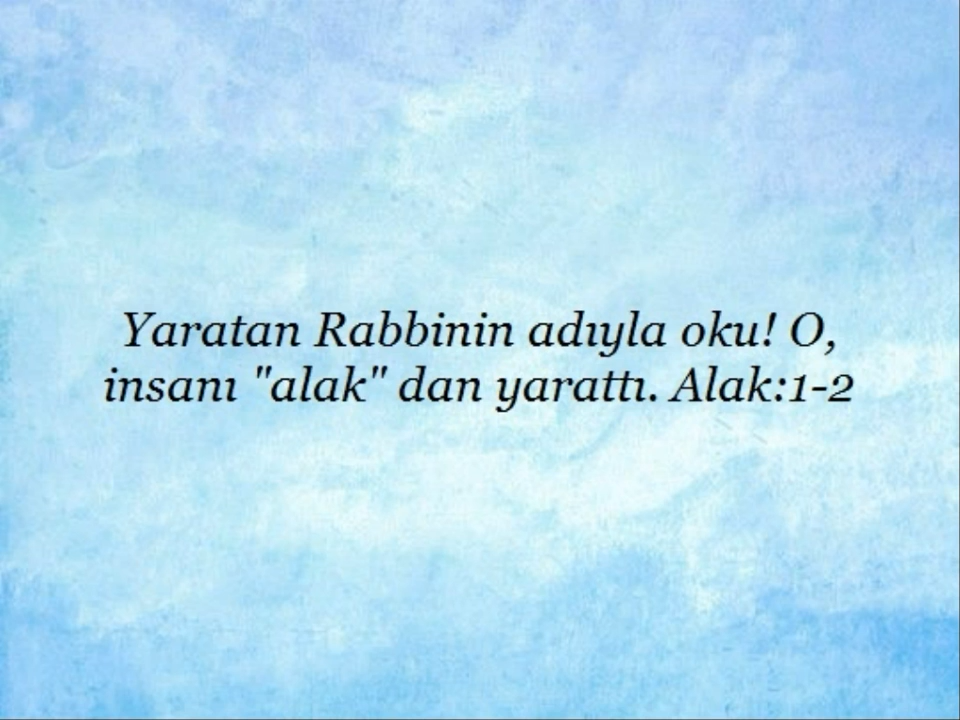 Yaratan Rabbinin adıyla oku! O,
insanı "alak" dan yarattı. Alak:1-2